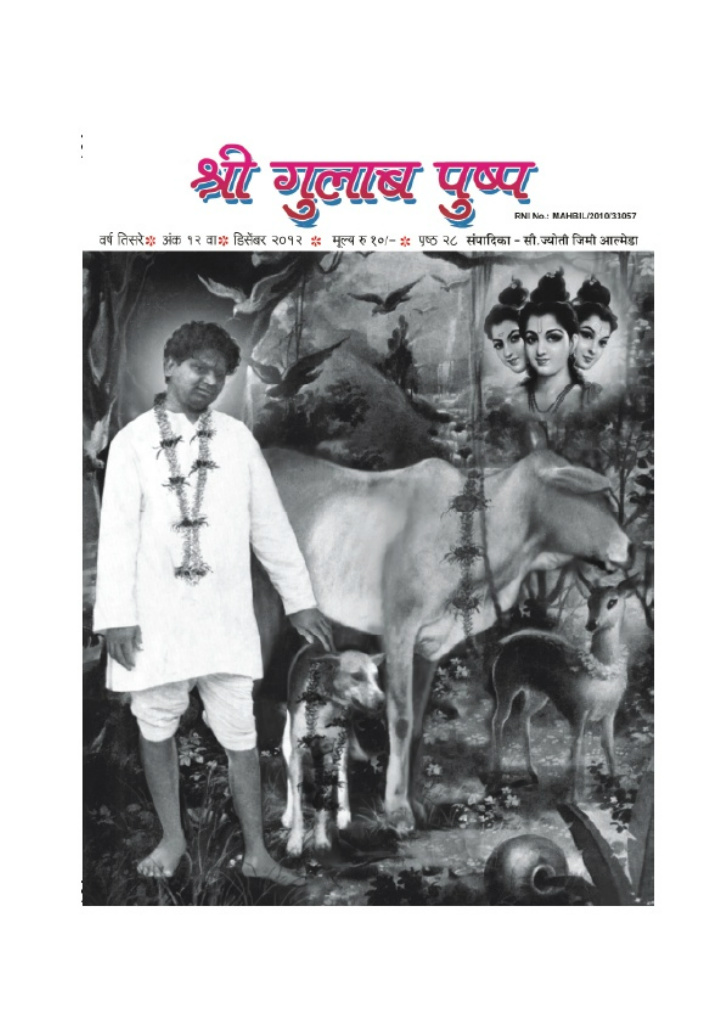 श्री गुलाब पुष्प
RNI No.: MAHBIL/2010/33057
वर्ष तिसरे✽ अंक १२ वा✽ डिसेंबर २०१२ ✽ मूल्य रु १०/- ✽ पृष्ठ २८ संपादिका - सौ.ज्योती जिमी आल्मेडा